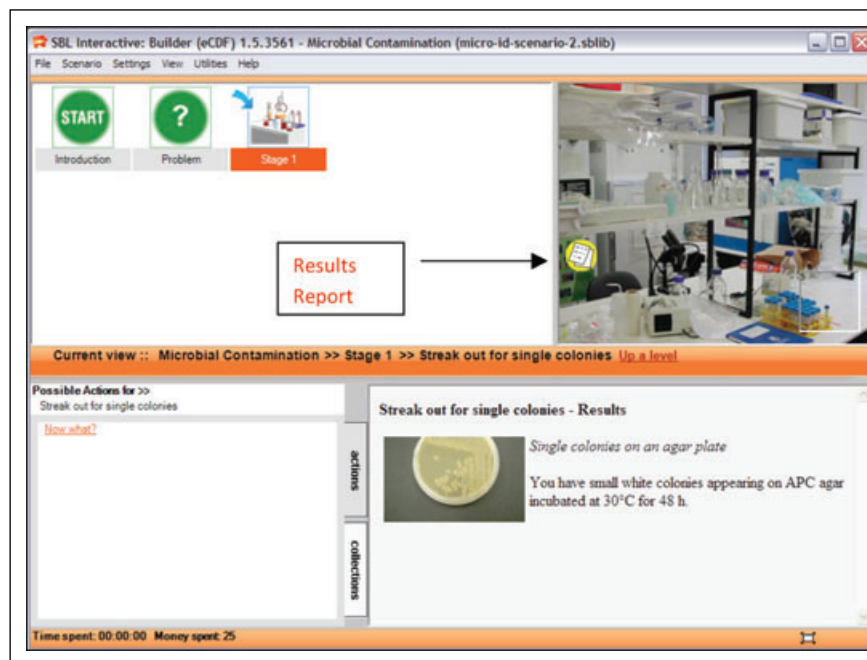 SBL Interactive: Builder (eCDF) 1.5.3561 - Microbial Contamination (micro-id-scenario-2.sblib)
File Scenario Settings View Utilities Help
START
?
Introduction Problem Stage 1
Results
Report
Current view :: Microbial Contamination >> Stage 1 >> Streak out for single colonies Up a level
Possible Actions for >>
Streak out for single colonies
Now what?
actions
collections
Streak out for single colonies - Results
Single colonies on an agar plate
You have small white colonies appearing on APC agar
incubated at 30°C for 48 h.
Time spent: 00:00:00 Money spent: 25